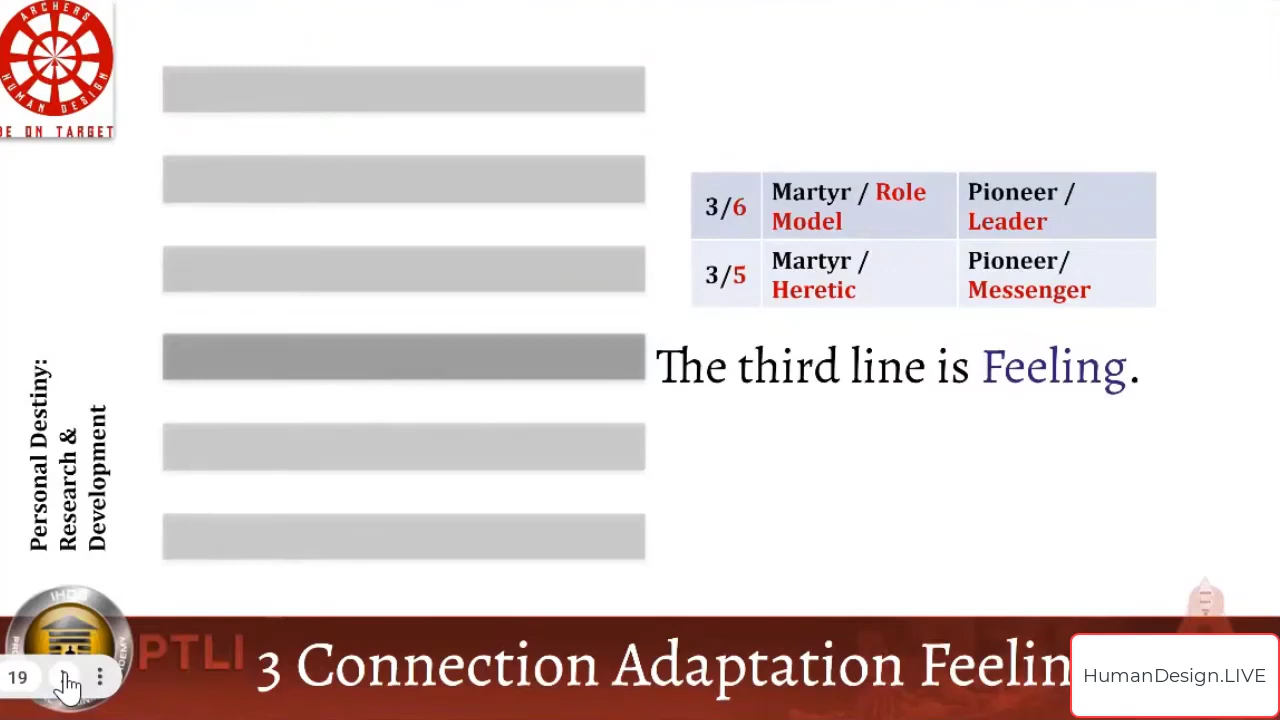 ARCHERS
HUMAN DESIGN
BE ON TARGET
3/6
Martyr / Role
Model
Pioneer /
Leader
3/5
Martyr /
Heretic
Pioneer/
Messenger
The third line is Feeling.
Personal Destiny:
Research &
Development
PTLI
3 Connection Adaptation Feelin
HumanDesign.LIVE
19